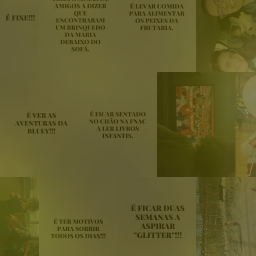 AMIGOS A DIZER
QUE
ENCONTRARAM
UM BRINQUEDO
DA MARIA
DEBAIXO DO
SOFÁ.
É FIXE!!!
É LEVAR COMIDA
PARA ALIMENTAR
OS PEIXES DA
FRUTARIA.
É VER AS
AVENTURAS DA
BLUEY!!!
É FICAR SENTADO
NO CHÃO NA FNAC
A LER LIVROS
INFANTIS.
É TER MOTIVOS
PARA SORRIR
TODOS OS DIAS!!!
É FICAR DUAS
SEMANAS A
ASPIRAR
"GLITTER"!!!